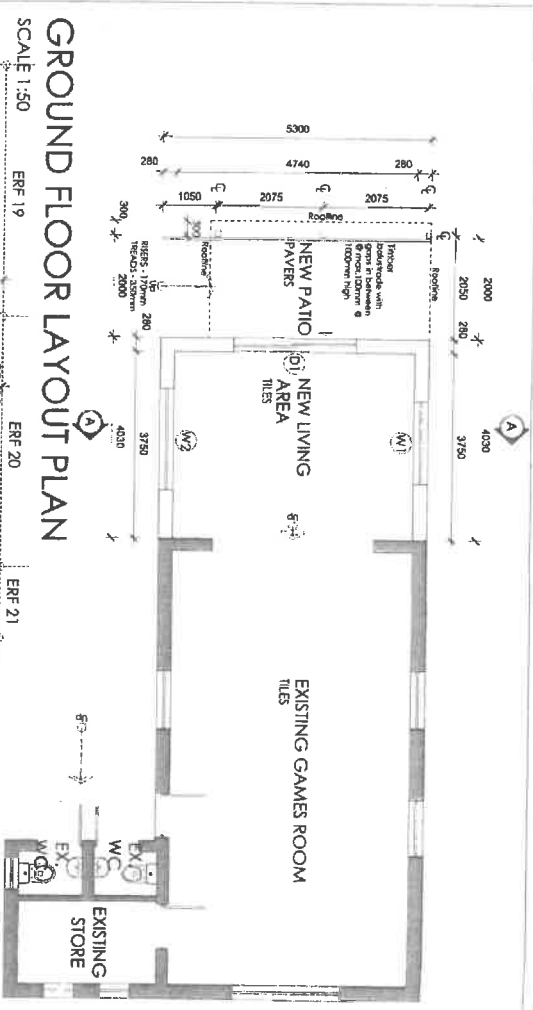 GROUND FLOOR LAYOUT PLAN
SCALE 1:50
ERF 19
ERF 20
ERF 21
5300
280
4740
280
1050
2075
2075
300
300
2000
2050
280
4030
3750
A
Roofline
Roofline
Roofline
Timber
balustrade with
gaps in between
@ max.100mm @
1000mm high
NEW PATIO
PAVERS
UP
RISERS - 170mm
TREADS - 250mm
2000
280
3750
4030
A
D1
NEW LIVING
AREA
TILES
W1
W2
EXISTING GAMES ROOM
TILES
EX.
WC
EX.
WC
EXISTING
STORE